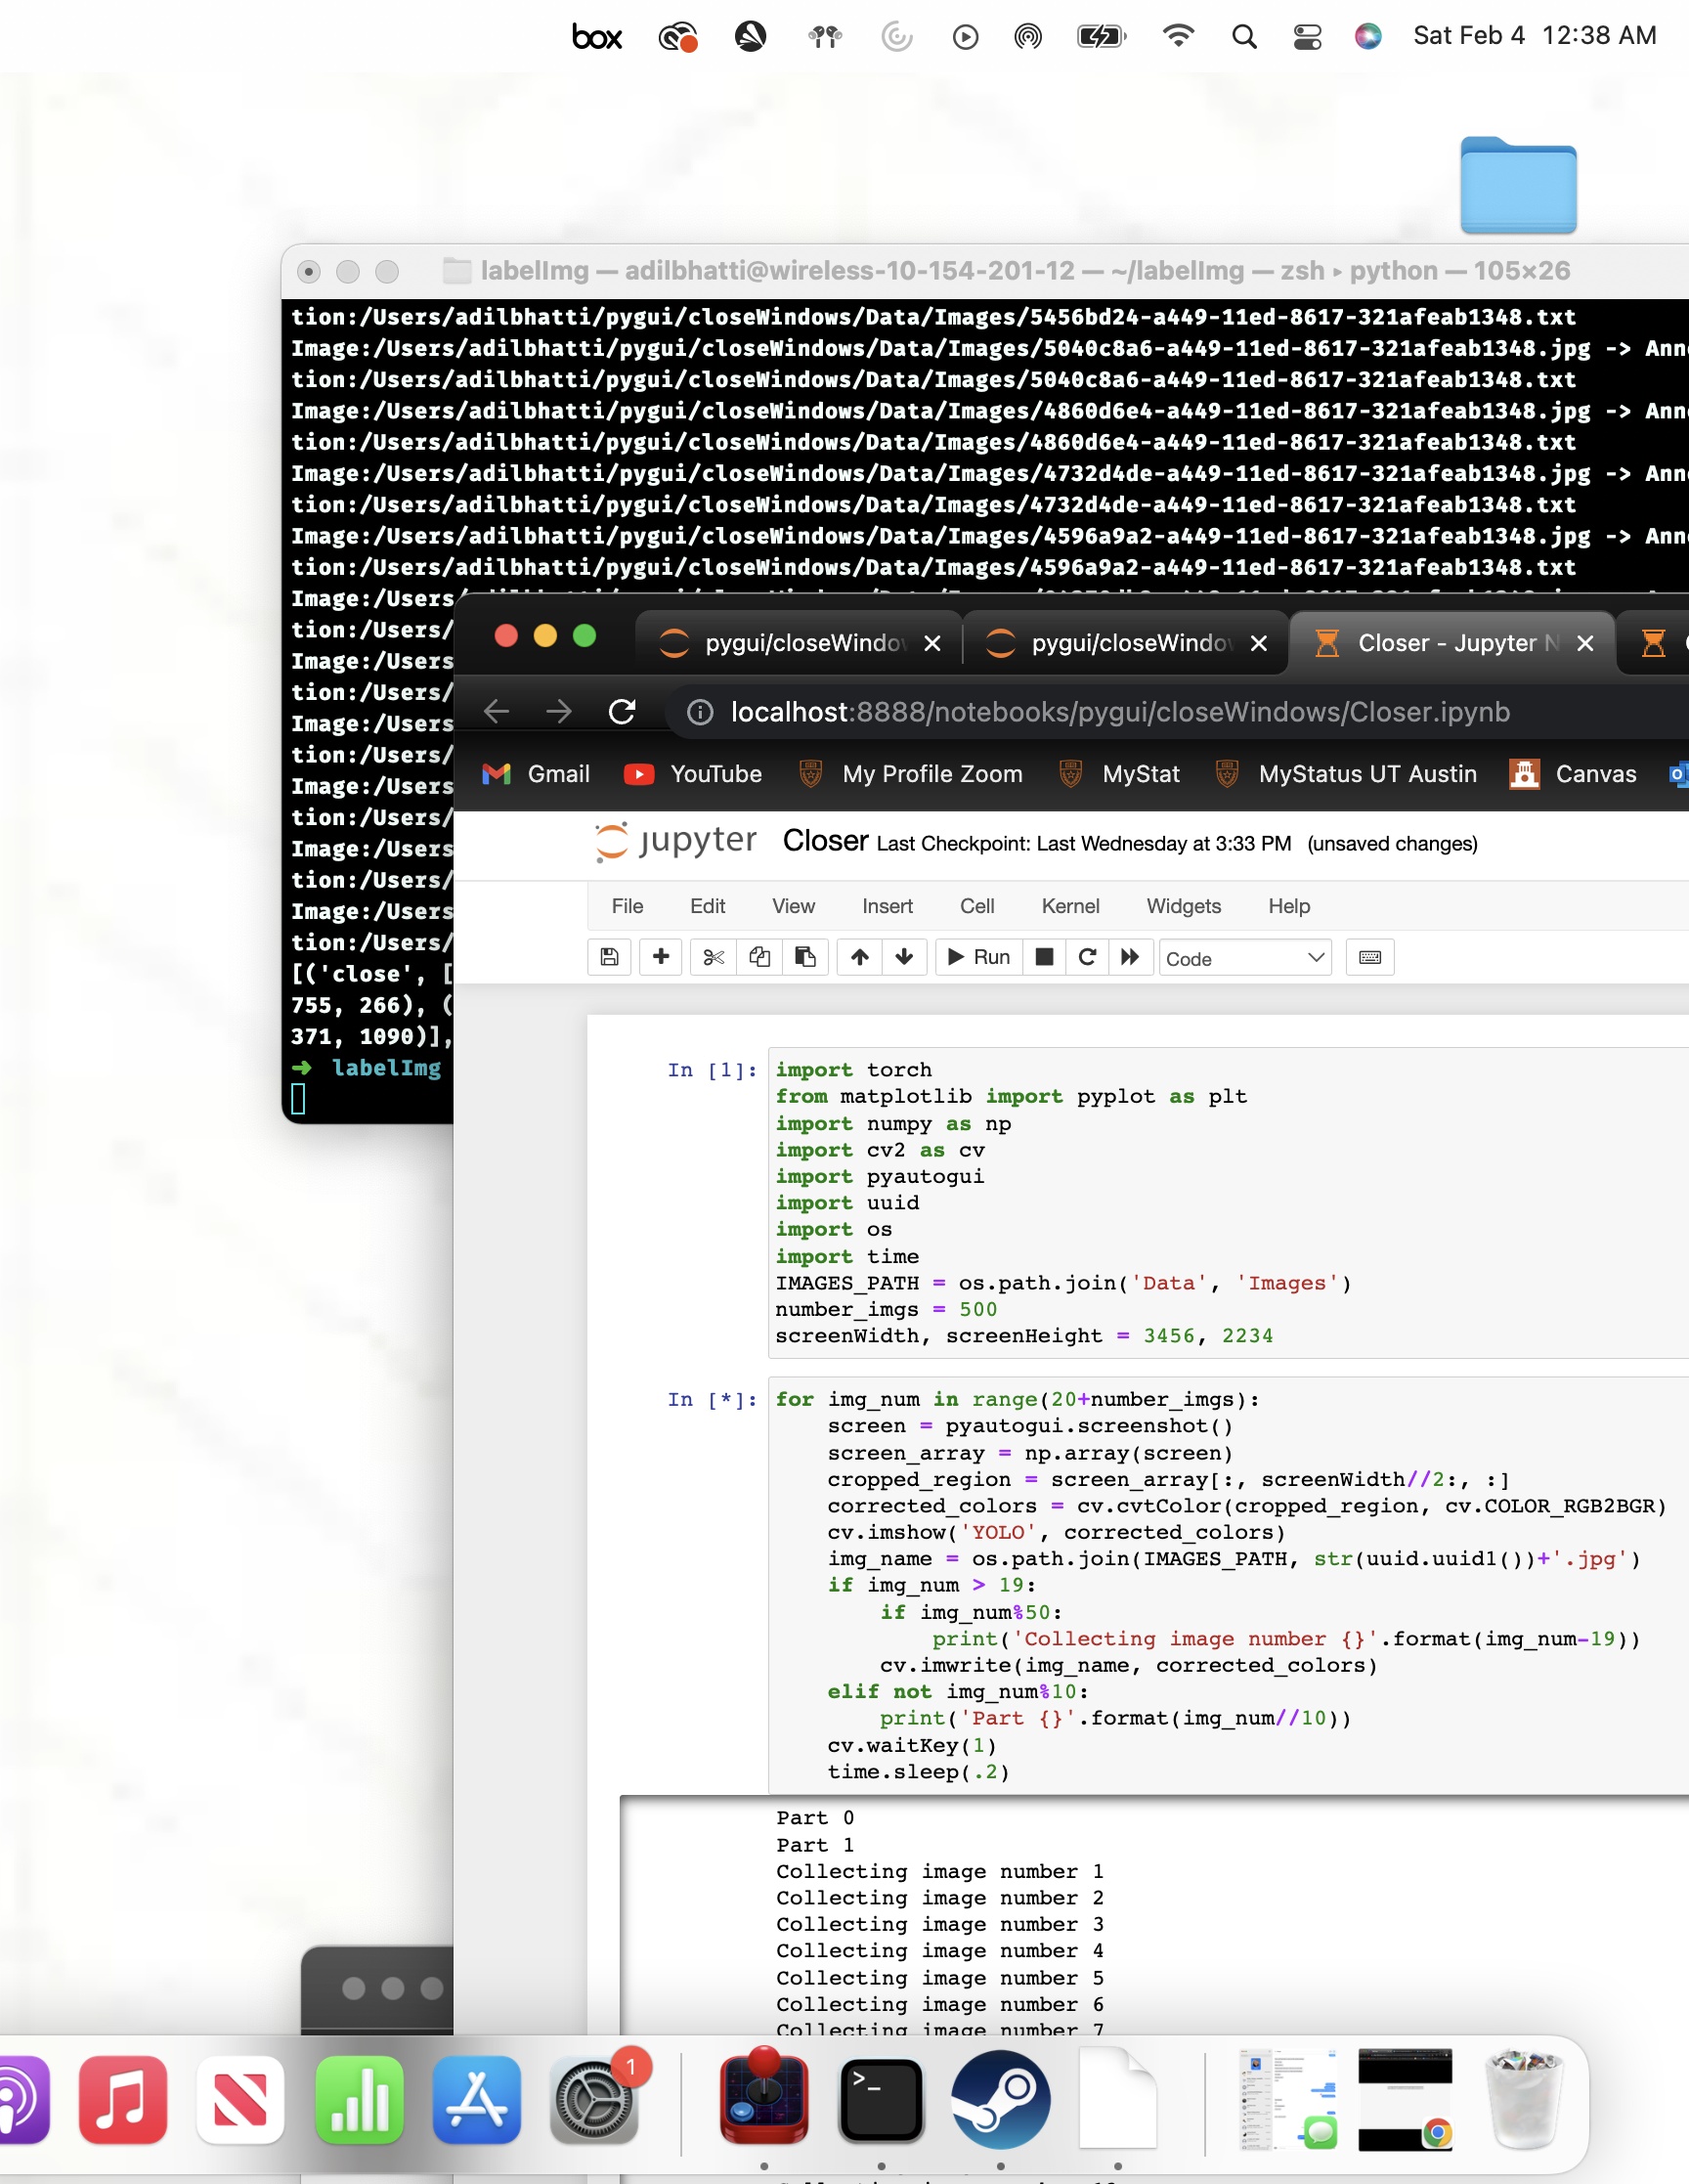 box Sat Feb 4 12:38 AM
labelImg — adilbhatti@wireless-10-154-201-12 — ~/labelImg — zsh ▸ python — 105×26
tion:/Users/adilbhatti/pygui/closeWindows/Data/Images/5456bd24-a449-11ed-8617-321afeab1348.txt
Image:/Users/adilbhatti/pygui/closeWindows/Data/Images/5040c8a6-a449-11ed-8617-321afeab1348.jpg -> Ann
tion:/Users/adilbhatti/pygui/closeWindows/Data/Images/5040c8a6-a449-11ed-8617-321afeab1348.txt
Image:/Users/adilbhatti/pygui/closeWindows/Data/Images/4860d6e4-a449-11ed-8617-321afeab1348.jpg -> Ann
tion:/Users/adilbhatti/pygui/closeWindows/Data/Images/4860d6e4-a449-11ed-8617-321afeab1348.txt
Image:/Users/adilbhatti/pygui/closeWindows/Data/Images/4732d4de-a449-11ed-8617-321afeab1348.jpg -> Ann
tion:/Users/adilbhatti/pygui/closeWindows/Data/Images/4732d4de-a449-11ed-8617-321afeab1348.txt
Image:/Users/adilbhatti/pygui/closeWindows/Data/Images/4596a9a2-a449-11ed-8617-321afeab1348.jpg -> Ann
tion:/Users/adilbhatti/pygui/closeWindows/Data/Images/4596a9a2-a449-11ed-8617-321afeab1348.txt
Image:/Users/
tion:/Users/
Image:/Users
tion:/Users/
Image:/Users
tion:/Users/
Image:/Users
tion:/Users/
Image:/Users
tion:/Users/
Image:/Users
tion:/Users/
[('close', [
755, 266), (
371, 1090)],
➜ labelImg
pygui/closeWindo × pygui/closeWindo × Closer - Jupyter N ×
localhost:8888/notebooks/pygui/closeWindows/Closer.ipynb
Gmail YouTube My Profile Zoom MyStat MyStatus UT Austin Canvas
jupyter Closer Last Checkpoint: Last Wednesday at 3:33 PM (unsaved changes)
File Edit View Insert Cell Kernel Widgets Help
Run Code
In [1]: import torch
from matplotlib import pyplot as plt
import numpy as np
import cv2 as cv
import pyautogui
import uuid
import os
import time
IMAGES_PATH = os.path.join('Data', 'Images')
number_imgs = 500
screenWidth, screenHeight = 3456, 2234
In [*]: for img_num in range(20+number_imgs):
screen = pyautogui.screenshot()
screen_array = np.array(screen)
cropped_region = screen_array[:, screenWidth//2:, :]
corrected_colors = cv.cvtColor(cropped_region, cv.COLOR_RGB2BGR)
cv.imshow('YOLO', corrected_colors)
img_name = os.path.join(IMAGES_PATH, str(uuid.uuid1())+'.jpg')
if img_num > 19:
if img_num%50:
print('Collecting image number {}'.format(img_num-19))
cv.imwrite(img_name, corrected_colors)
elif not img_num%10:
print('Part {}'.format(img_num//10))
cv.waitKey(1)
time.sleep(.2)
Part 0
Part 1
Collecting image number 1
Collecting image number 2
Collecting image number 3
Collecting image number 4
Collecting image number 5
Collecting image number 6
Collecting image number 7
1
>_